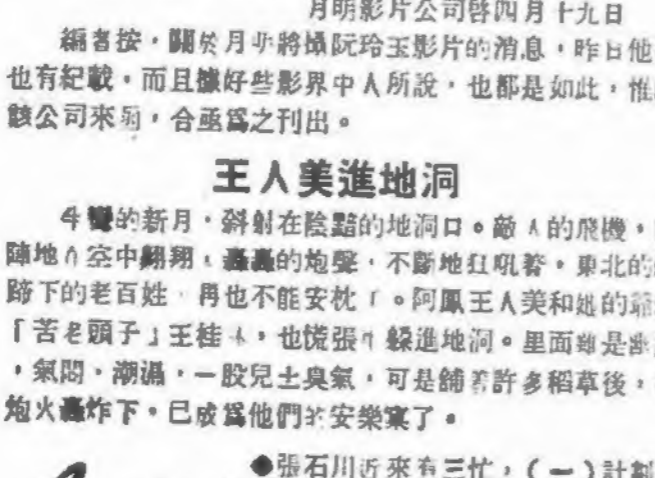 月明影片公司啓四月十九日
編者按，關於月明將攝阮玲玉影片的消息，昨日他
也有紀載。而且據好些影界中人所說，也都是如此，惟
該公司來函，合亟爲之刊出。
王人美進地洞
半彎的新月，斜射在陰黯的地洞口。敵人的飛機，
陣地在空中翱翔，轟轟的炮聲，不斷地狂吼着。東北的
蹄下的老百姓，再也不能安枕了。阿鳳王人美和她的爺
「苦老頭子」王桂林，也慌張的躱進地洞。里面雖是幽
，氣悶，潮濕，一股兒土臭氣，可是舖着許多稻草後，
炮火轟炸下。已成爲他們的安樂窠了。
●張石川近來有三忙，（一）計劃